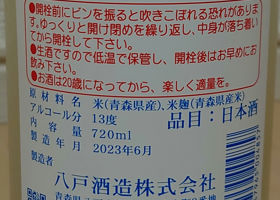 ●開栓前にビンを振ると吹きこぼれる恐れがありま
す。ゆっくりと開け閉めを繰り返し、中身が落ち着い
てから開栓して下さい。
●生酒ですので低温で保管し、開栓後はお早めにお飲
み下さい。
●お酒は20歳になってから、楽しく適量を。
原材料名 米(青森県産)、米麹(青森県産米)
アルコール分 13度
内容量 720ml 品目:日本酒
製造年月 2023年6月
製造者
八戸酒造株式会社